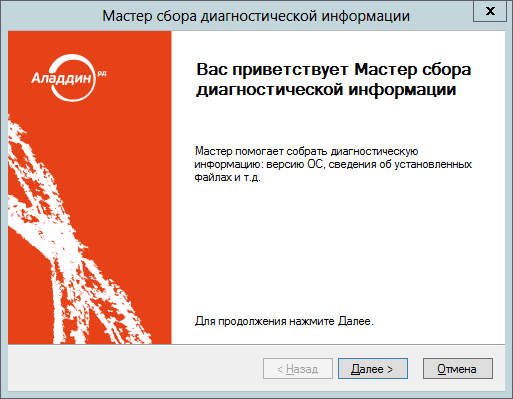 Мастер сбора диагностической информации
x
Аладдин РД
Вас приветствует Мастер сбора
диагностической информации
Мастер помогает собрать диагностическую
информацию: версию ОС, сведения об установленных
файлах и т.д.
Для продолжения нажмите Далее.
< Назад
Далее >
Отмена